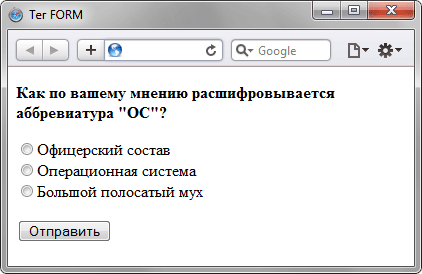 Тег FORM
Google
Как по вашему мнению расшифровывается
аббревиатура "ОС"?
Офицерский состав
Операционная система
Большой полосатый мух
Отправить